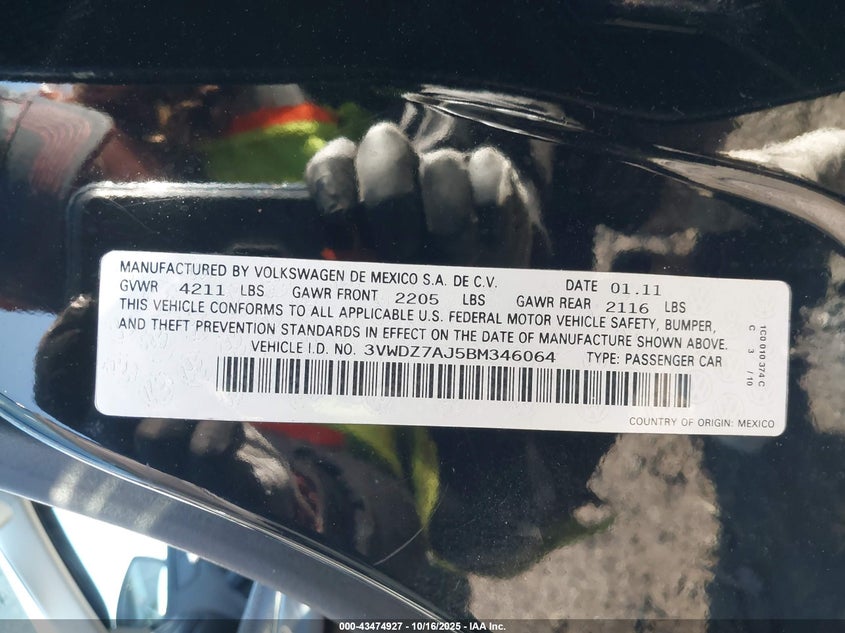 MANUFACTURED BY VOLKSWAGEN DE MEXICO S.A. DE C.V. DATE 01.11
GVWR 4211 LBS GAWR FRONT 2205 LBS GAWR REAR 2116 LBS
THIS VEHICLE CONFORMS TO ALL APPLICABLE U.S. FEDERAL MOTOR VEHICLE SAFETY, BUMPER,
AND THEFT PREVENTION STANDARDS IN EFFECT ON THE DATE OF MANUFACTURE SHOWN ABOVE.
VEHICLE I.D. NO. 3VWDZ7AJ5BM346064 TYPE: PASSENGER CAR
COUNTRY OF ORIGIN: MEXICO
1C0 010 374 C
C 3 /10
000-43474927 - 10/16/2025 - IAA Inc.